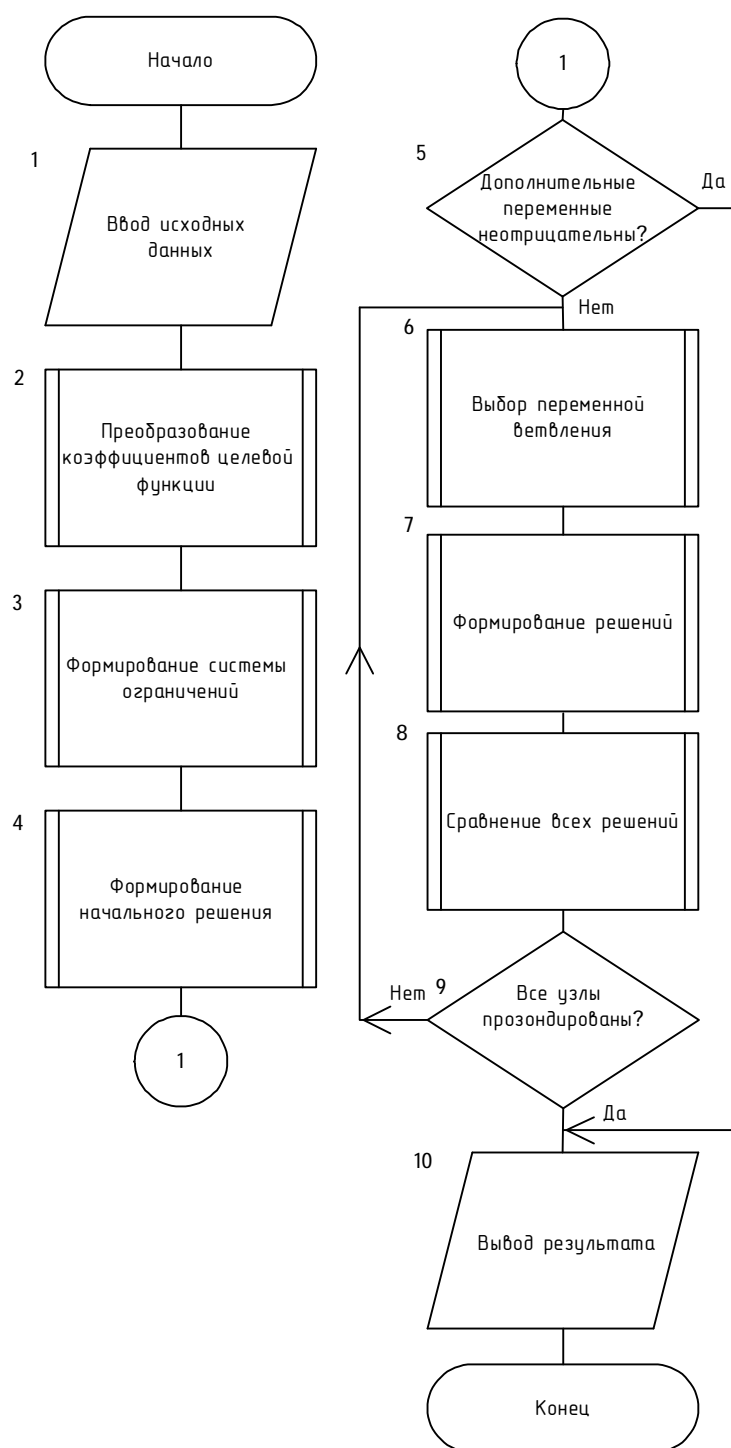 Начало
1
Ввод исходных
данных
2
Преобразование
коэффициентов целевой
функции
3
Формирование системы
ограничений
4
Формирование
начального решения
1
1
5
Дополнительные
переменные
неотрицательны?
Да
Нет
6
Выбор переменной
ветвления
7
Формирование решений
8
Сравнение всех решений
Нет 9
Все узлы
прозондированы?
Да
10
Вывод результата
Конец